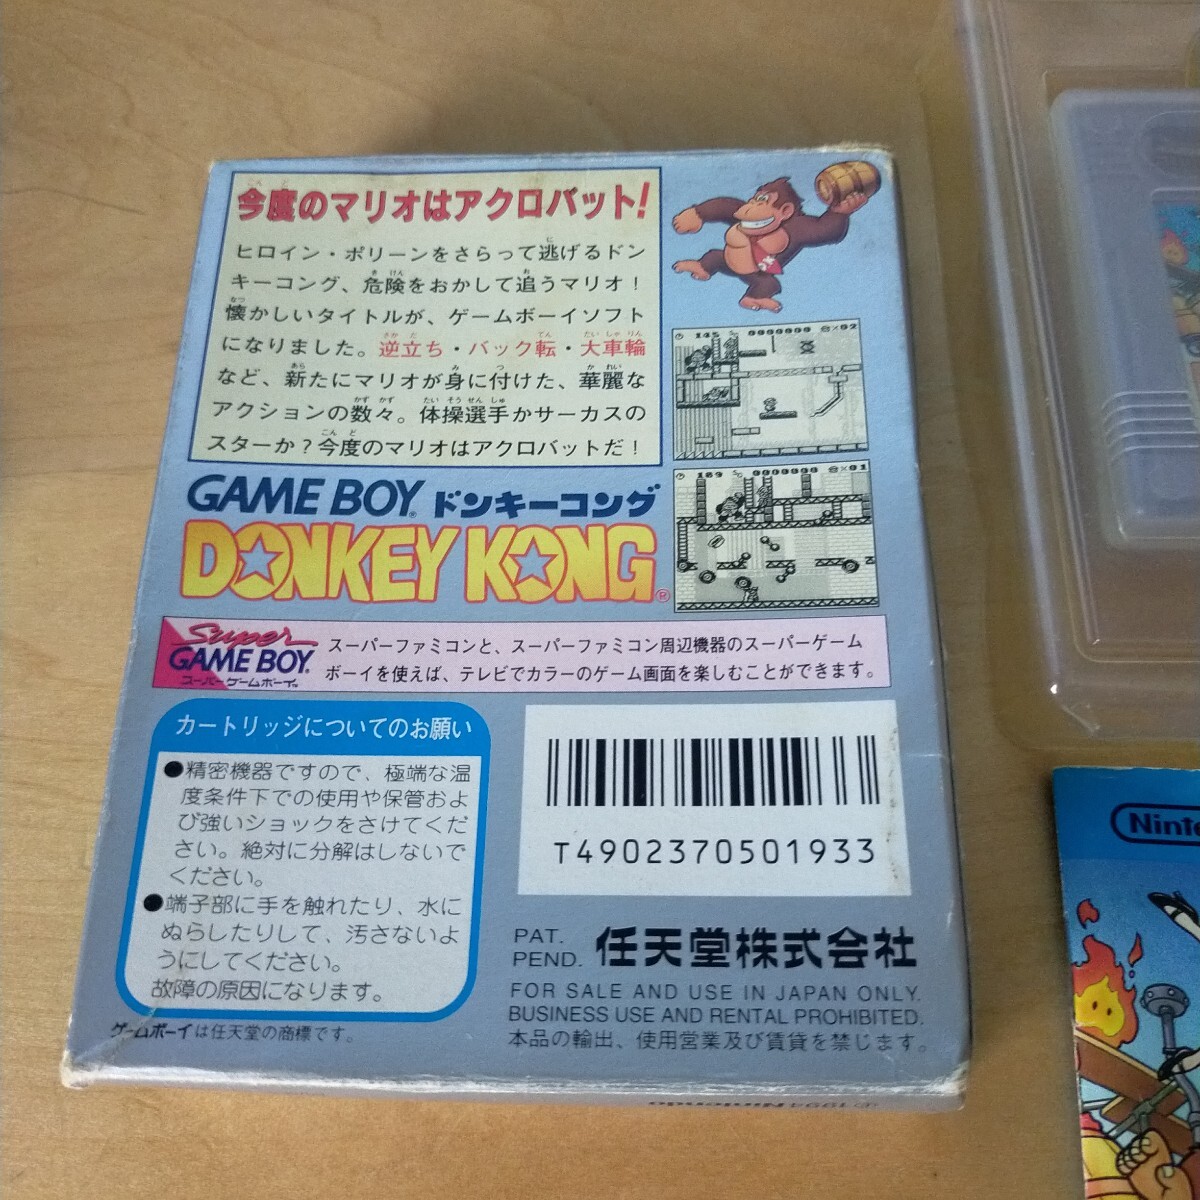 今度のマリオはアクロバット!
ヒロイン・ポリーンをさらって逃げるドン
キーコング、危険をおかして追うマリオ!
懐かしいタイトルが、ゲームボーイソフト
になりました。逆立ち・バック転・大車輪
など、新たにマリオが身に付けた、華麗な
アクションの数々。体操選手かサーカスの
スターか?今度のマリオはアクロバットだ!
GAME BOY® ドンキーコング
DONKEY KONG®
Super
GAME BOY®
スーパーゲームボーイ®
スーパーファミコンと、スーパーファミコン周辺機器のスーパーゲーム
ボーイを使えば、テレビでカラーのゲーム画面を楽しむことができます。
カートリッジについてのお願い
●精密機器ですので、極端な温
度条件下での使用や保管およ
び強いショックをさけてくだ
さい。絶対に分解はしないで
ください。
●端子部に手を触れたり、水に
ぬらしたりして、汚さないよ
うにしてください。
故障の原因になります。
ゲームボーイは任天堂の商標です。
T4902370501933
PAT.
PEND. 任天堂株式会社
FOR SALE AND USE IN JAPAN ONLY.
BUSINESS USE AND RENTAL PROHIBITED.
本品の輸出、使用営業及び賃貸を禁じます。